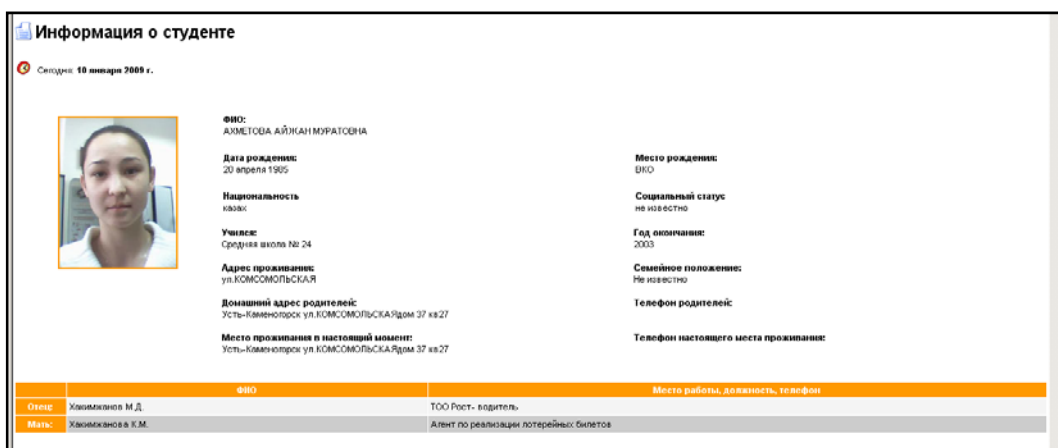 Информация о студенте
Сегодня: 10 января 2009 г.
ФИО:
АХМЕТОВА АЙЖАН МУРАТОВНА
Дата рождения: Место рождения:
20 апреля 1985 ВКО
Национальность Социальный статус
казах не известно
Учился: Год окончания:
Средняя школа № 24 2003
Адрес проживания: Семейное положение:
ул.КОМСОМОЛЬСКАЯ Не известно
Домашний адрес родителей: Телефон родителей:
Усть-Каменогорск ул.КОМСОМОЛЬСКАЯдом 37 кв27
Место проживания в настоящий момент: Телефон настоящего места проживания:
Усть-Каменогорск ул.КОМСОМОЛЬСКАЯдом 37 кв27
ФИО Место работы, должность, телефон
Отец: Хакимжанов М.Д. ТОО Рост- водитель
Мать: Хакимжанова К.М. Агент по реализации лотерейных билетов